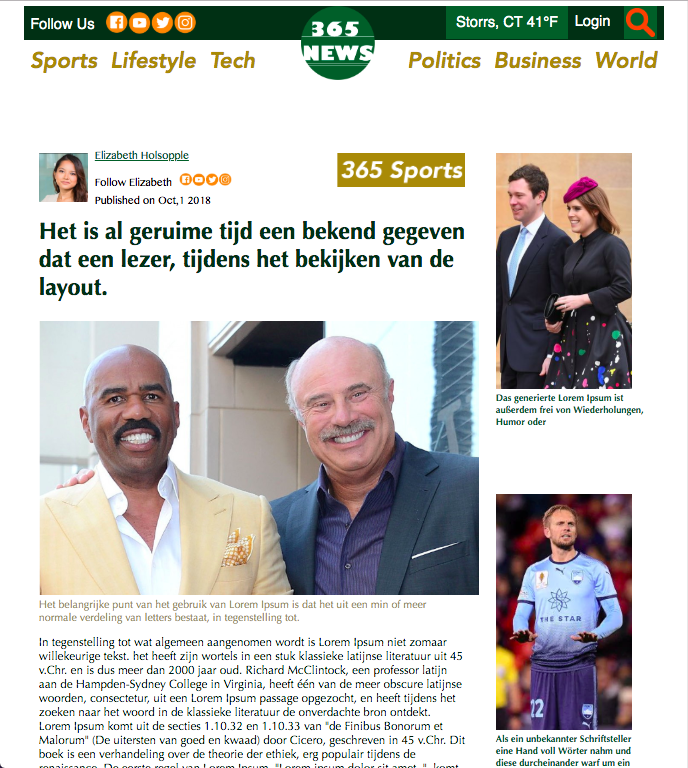 Follow Us
365
NEWS
Storrs, CT 41°F
Login
Sports Lifestyle Tech
Politics Business World
Elizabeth Holsopple
Follow Elizabeth
Published on Oct,1 2018
365 Sports
Het is al geruime tijd een bekend gegeven
dat een lezer, tijdens het bekijken van de
layout.
Het belangrijke punt van het gebruik van Lorem Ipsum is dat het uit een min of meer
normale verdeling van letters bestaat, in tegenstelling tot.
In tegenstelling tot wat algemeen aangenomen wordt is Lorem Ipsum niet zomaar
willekeurige tekst. het heeft zijn wortels in een stuk klassieke latijnse literatuur uit 45
v.Chr. en is dus meer dan 2000 jaar oud. Richard McClintock, een professor latijn
aan de Hampden-Sydney College in Virginia, heeft één van de meer obscure latijnse
woorden, consectetur, uit een Lorem Ipsum passage opgezocht, en heeft tijdens het
zoeken naar het woord in de klassieke literatuur de onverdachte bron ontdekt.
Lorem Ipsum komt uit de secties 1.10.32 en 1.10.33 van "de Finibus Bonorum et
Malorum" (De uitersten van goed en kwaad) door Cicero, geschreven in 45 v.Chr. Dit
boek is een verhandeling over de theorie der ethiek, erg populair tijdens de
renaissance. De eerste regel van Lorem Ipsum, "Lorem ipsum dolor sit amet..", komt
Das generierte Lorem Ipsum ist
außerdem frei von Wiederholungen,
Humor oder
THE STAR
22
Als ein unbekannter Schriftsteller
eine Hand voll Wörter nahm und
diese durcheinander warf um ein